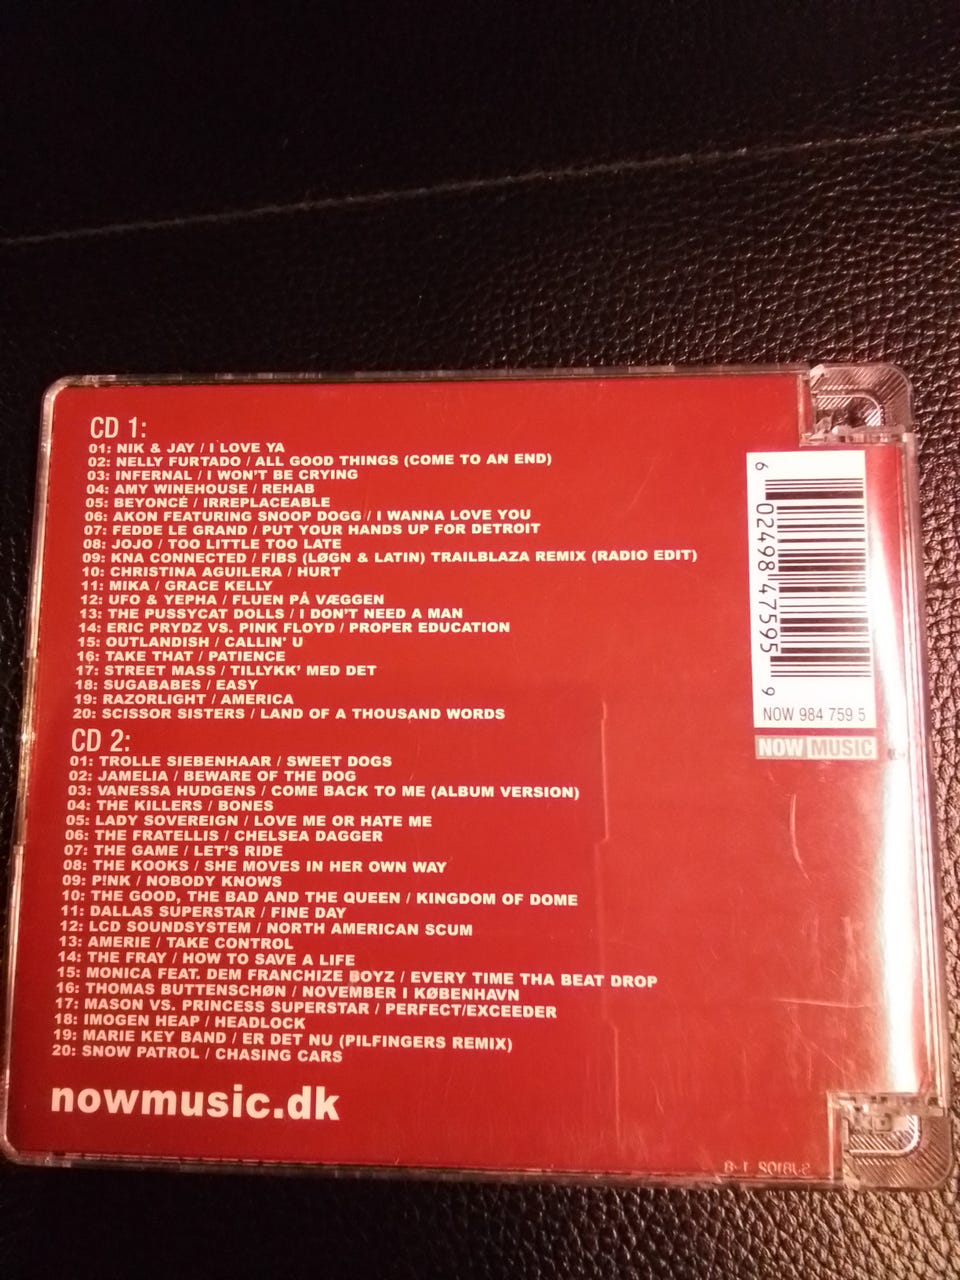 CD 1:
01: NIK & JAY / I LOVE YA
02: NELLY FURTADO / ALL GOOD THINGS (COME TO AN END)
03: INFERNAL / I WON'T BE CRYING
04: AMY WINEHOUSE / REHAB
05: BEYONCÉ / IRREPLACEABLE
06: AKON FEATURING SNOOP DOGG / I WANNA LOVE YOU
07: FEDDE LE GRAND / PUT YOUR HANDS UP FOR DETROIT
08: JOJO / TOO LITTLE TOO LATE
09: KNA CONNECTED / FIBS (LØGN & LATIN) TRAILBLAZA REMIX (RADIO EDIT)
10: CHRISTINA AGUILERA / HURT
11: MIKA / GRACE KELLY
12: UFO & YEPHA / FLUEN PÅ VÆGGEN
13: THE PUSSYCAT DOLLS / I DON'T NEED A MAN
14: ERIC PRYDZ VS. PINK FLOYD / PROPER EDUCATION
15: OUTLANDISH / CALLIN' U
16: TAKE THAT / PATIENCE
17: STREET MASS / TILLYKK' MED DET
18: SUGABABES / EASY
19: RAZORLIGHT / AMERICA
20: SCISSOR SISTERS / LAND OF A THOUSAND WORDS
CD 2:
01: TROLLE SIEBENHAAR / SWEET DOGS
02: JAMELIA / BEWARE OF THE DOG
03: VANESSA HUDGENS / COME BACK TO ME (ALBUM VERSION)
04: THE KILLERS / BONES
05: LADY SOVEREIGN / LOVE ME OR HATE ME
06: THE FRATELLIS / CHELSEA DAGGER
07: THE GAME / LET'S RIDE
08: THE KOOKS / SHE MOVES IN HER OWN WAY
09: P!NK / NOBODY KNOWS
10: THE GOOD, THE BAD AND THE QUEEN / KINGDOM OF DOME
11: DALLAS SUPERSTAR / FINE DAY
12: LCD SOUNDSYSTEM / NORTH AMERICAN SCUM
13: AMERIE / TAKE CONTROL
14: THE FRAY / HOW TO SAVE A LIFE
15: MONICA FEAT. DEM FRANCHIZE BOYZ / EVERY TIME THA BEAT DROP
16: THOMAS BUTTENSCHØN / NOVEMBER I KØBENHAVN
17: MASON VS. PRINCESS SUPERSTAR / PERFECT/EXCEEDER
18: IMOGEN HEAP / HEADLOCK
19: MARIE KEY BAND / ER DET NU (PILFINGERS REMIX)
20: SNOW PATROL / CHASING CARS
nowmusic.dk
6 02498 47595 9
NOW 984 759 5
NOW MUSIC